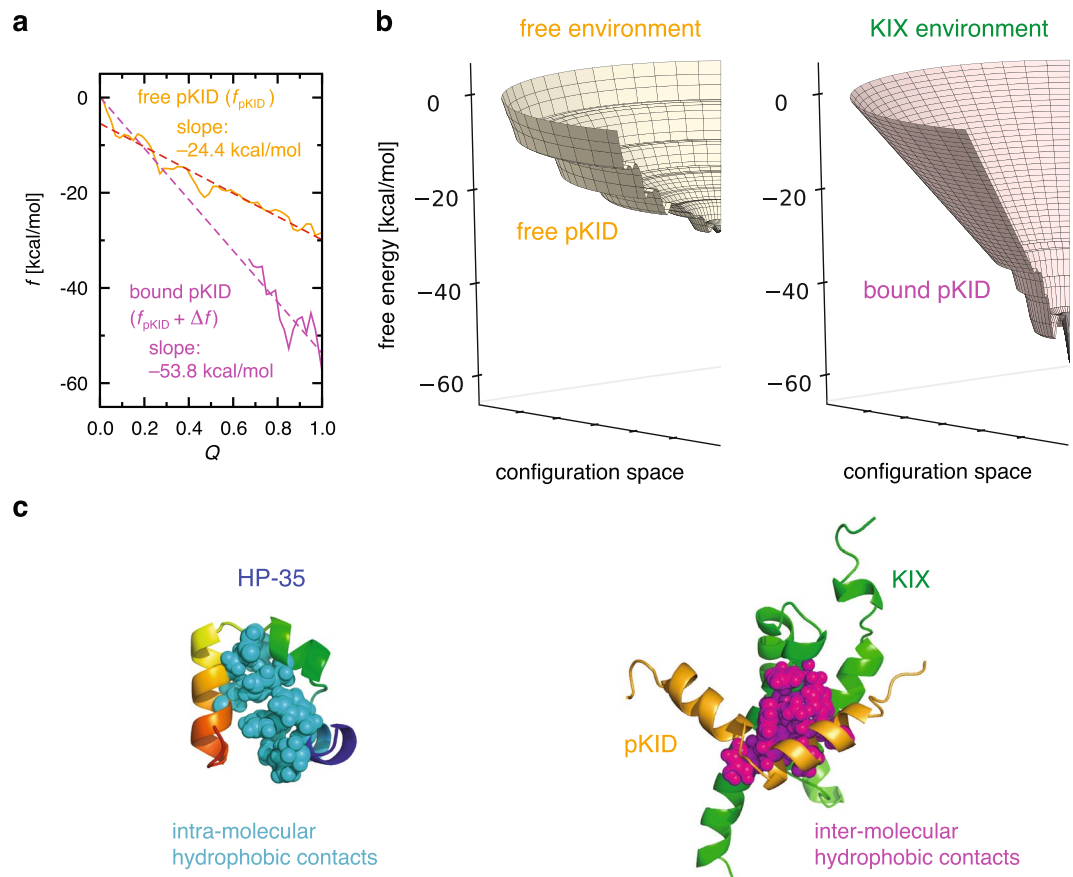 a
0
−20
−40
−60
f [kcal/mol]
0.0 0.2 0.4 0.6 0.8 1.0
Q
free pKID (fpKID)
slope:
−24.4 kcal/mol
bound pKID
(fpKID + Δf)
slope:
−53.8 kcal/mol
b
free environment
free energy [kcal/mol]
0
−20
−40
−60
free pKID
configuration space
KIX environment
0
−20
−40
−60
bound pKID
configuration space
c
HP-35
intra-molecular
hydrophobic contacts
KIX
pKID
inter-molecular
hydrophobic contacts